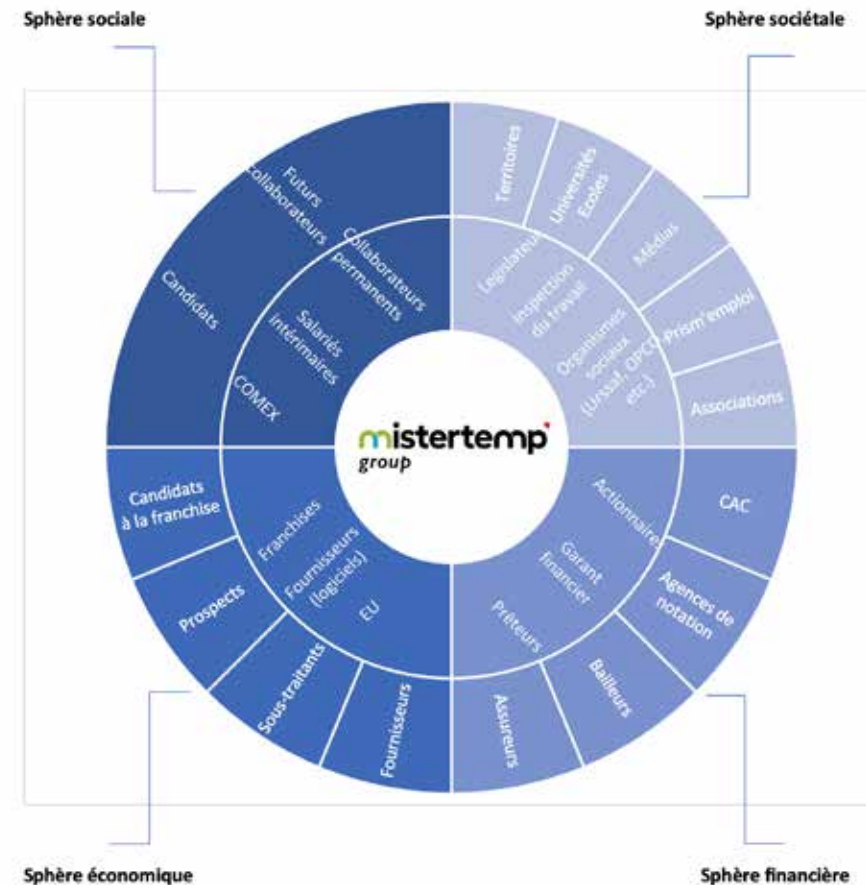 Sphère sociale
Sphère sociétale
Futurs
collaborateurs
Candidats
Collaborateurs
permanents
Salariés
intérimaires
COMEX
Territoires
Universités
Ecoles
Médias
Prism'emploi
Associations
Legislateur
Inspection
du travail
Organismes
sociaux
(Urssaf, OPCO-
etc.)
mistertemp
group
Candidats
à la franchise
Prospects
Sous-traitants
Fournisseurs
Franchises
Fournisseurs
(logiciels)
EU
Actionnaires
Garant
financier
Prêteurs
CAC
Agences de
notation
Bailleurs
Assureurs
Sphère économique
Sphère financière